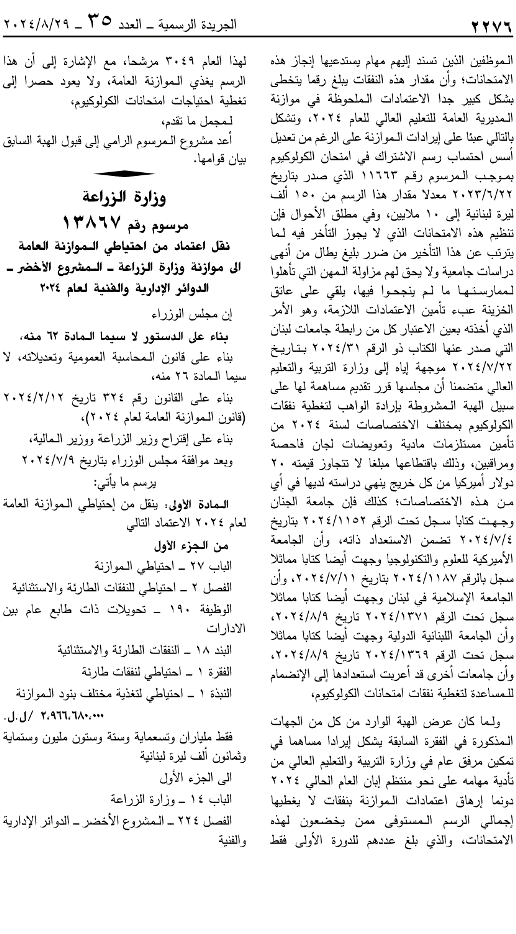 ٢٢٧٦
الجريدة الرسمية ــ العدد ٣٥ ــ ٢٠٢٤/٨/٢٩
الموظفين الذين تسند إليهم مهام يستدعيها إنجاز هذه
الامتحانات؛ وأن مقدار هذه النفقات يبلغ رقما يتخطى
بشكل كبير جدا الاعتمادات الملحوظة في موازنة
المديرية العامة للتعليم العالي للعام ٢٠٢٤، وتشكل
بالتالي عبئا على إيرادات الموازنة على الرغم من تعديل
أسس احتساب رسم الاشتراك في امتحان الكولوكيوم
بموجب المرسوم رقم ١١٦٦٣ الذي صدر بتاريخ
٢٠٢٣/٦/٢٢ معدلا مقدار هذا الرسم من ١٥٠ ألف
ليرة لبنانية إلى ١٠ ملايين، وفي مطلق الأحوال فإن
تنظيم هذه الامتحانات الذي لا يجوز التأخر فيه لما
يترتب عن هذا التأخير من ضرر بليغ يطال من أنهى
دراسات جامعية ولا يحق لهم مزاولة المهن التي تأهلوا
لممارستها ما لم ينجحوا فيها، يلقي على عاتق
الخزينة عبء تأمين الاعتمادات اللازمة، وهو الأمر
الذي أخذته بعين الاعتبار كل من رابطة جامعات لبنان
التي صدر عنها الكتاب ذو الرقم ٢٠٢٤/٣١ بتاريخ
٢٠٢٤/٧/٢٢ موجهة إياه إلى وزارة التربية والتعليم
العالي متضمنا أن مجلسها قرر تقديم مساهمة لها على
سبيل الهبة المشروطة بإرادة الواهب لتغطية نفقات
الكولوكيوم بمختلف الاختصاصات لسنة ٢٠٢٤ من
تأمين مستلزمات مادية وتعويضات لجان فاحصة
ومراقبين، وذلك باقتطاعها مبلغا لا تتجاوز قيمته ٢٠
دولار أميركيا من كل خريج ينهي دراسته لديها في أي
من هذه الاختصاصات؛ كذلك فإن جامعة الجنان
وجهت كتابا سجل تحت الرقم ٢٠٢٤/١١٥٢ بتاريخ
٢٠٢٤/٧/٤ تضمن الاستعداد ذاته، وأن الجامعة
الأميركية للعلوم والتكنولوجيا وجهت أيضا كتابا مماثلا
سجل بالرقم ٢٠٢٤/١١٨٧ بتاريخ ٢٠٢٤/٧/١١، وأن
الجامعة الإسلامية في لبنان وجهت أيضا كتابا مماثلا
سجل تحت الرقم ٢٠٢٤/١٣٧١ تاريخ ٢٠٢٤/٨/٩،
وأن الجامعة اللبنانية الدولية وجهت أيضا كتابا مماثلا
سجل تحت الرقم ٢٠٢٤/١٣٦٩ تاريخ ٢٠٢٤/٨/٩،
وأن جامعات أخرى قد أعربت استعدادها إلى الإنضمام
للمساعدة لتغطية نفقات امتحانات الكولوكيوم،
ولما كان عرض الهبة الوارد من كل من الجهات
المذكورة في الفقرة السابقة يشكل إيرادا مساهما في
تمكين مرفق عام في وزارة التربية والتعليم العالي من
تأدية مهامه على نحو منتظم إبان العام الحالي ٢٠٢٤
دونما إرهاق اعتمادات الموازنة بنفقات لا يغطيها
إجمالي الرسم المستوفى ممن يخضعون لهذه
الامتحانات، والذي بلغ عددهم للدورة الأولى فقط
لهذا العام ٣٠٤٩ مرشحا، مع الإشارة إلى أن هذا
الرسم يغذي الموازنة العامة، ولا يعود حصرا إلى
تغطية احتياجات امتحانات الكولوكيوم،
لمجمل ما تقدم،
أعد مشروع المرسوم الرامي إلى قبول الهبة السابق
بيان قوامها.
وزارة الزراعة
مرسوم رقم ١٣٨٦٧
نقل اعتماد من احتياطي الموازنة العامة
الى موازنة وزارة الزراعة ــ المشروع الأخضر ــ
الدوائر الإدارية والفنية لعام ٢٠٢٤
إن مجلس الوزراء
بناء على الدستور لا سيما المادة ٦٢ منه،
بناء على قانون المحاسبة العمومية وتعديلاته، لا
سيما المادة ٢٦ منه،
بناء على القانون رقم ٣٢٤ تاريخ ٢٠٢٤/٢/١٢
(قانون الموازنة العامة لعام ٢٠٢٤)،
بناء على إقتراح وزير الزراعة ووزير المالية،
وبعد موافقة مجلس الوزراء بتاريخ ٢٠٢٤/٧/٩
يرسم ما يأتي:
المادة الأولى: ينقل من إحتياطي الموازنة العامة
لعام ٢٠٢٤ الاعتماد التالي
من الجزء الأول
الباب ٢٧ ــ احتياطي الموازنة
الفصل ٢ ــ احتياطي للنفقات الطارئة والاستثنائية
الوظيفة ١٩٠ ــ تحويلات ذات طابع عام بين
الادارات
البند ١٨ ــ النفقات الطارئة والاستثنائية
الفقرة ١ ــ احتياطي لنفقات طارئة
النبذة ١ ــ احتياطي لتغذية مختلف بنود الموازنة
٢.٩٦٦.٦٨٠.٠٠٠ /ل.ل.
فقط ملياران وتسعماية وستة وستون مليون وستماية
وثمانون ألف ليرة لبنانية
الى الجزء الأول
الباب ١٤ ــ وزارة الزراعة
الفصل ٢٢٤ ــ المشروع الأخضر ــ الدوائر الإدارية
والفنية